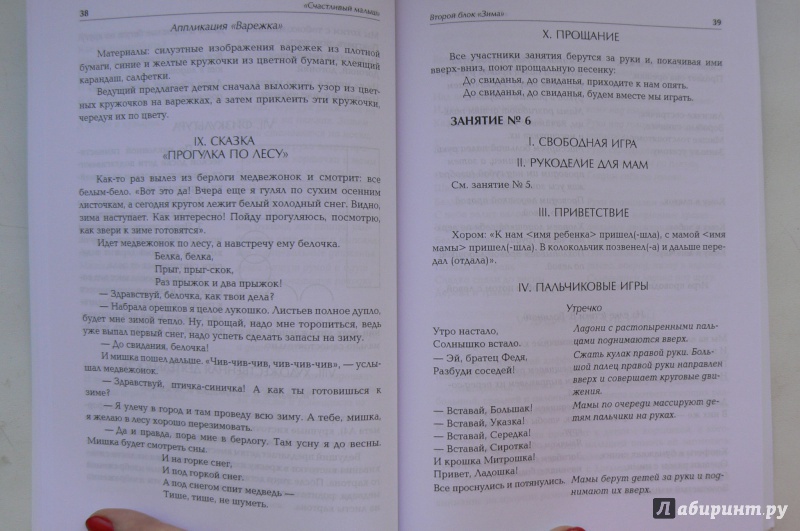 38
«Счастливый малыш»
Аппликация «Варежка»
Материалы: силуэтные изображения варежек из плотной
бумаги, синие и желтые кружочки из цветной бумаги, клеящий
карандаш, салфетки.
Ведущий предлагает детям сначала выложить узор из цвет-
ных кружочков на варежках, а затем приклеить эти кружочки,
чередуя их по цвету.
IX. СКАЗКА
«ПРОГУЛКА ПО ЛЕСУ»
Как-то раз вылез из берлоги медвежонок и смотрит: все
белым-бело. «Вот это да! Вчера еще я гулял по сухим осенним
листочкам, а сегодня кругом лежит белый холодный снег. Видно,
зима наступает. Как интересно! Пойду прогуляюсь, посмотрю,
как звери к зиме готовятся».
Идет медвежонок по лесу, а навстречу ему белочка.
Белка, белка,
Прыг, прыг-скок,
Раз прыжок и два прыжок!
— Здравствуй, белочка, как твои дела?
— Набрала орешков я целое лукошко. Листьев полное дупло,
будет мне зимой тепло. Ну, прощай, надо мне торопиться, ведь
уже выпал первый снег, надо успеть сделать запасы на зиму.
— До свидания, белочка!
И мишка пошел дальше. «Чив-чив-чив, чив-чив-чив», — услы-
шал медвежонок.
— Здравствуй, птичка-синичка! А как ты готовишься к
зиме?
— Я улечу в город и там проведу всю зиму. А тебе, мишка,
я желаю в лесу хорошо перезимовать.
— Да и правда, пора мне в берлогу. Там усну я до весны.
Мишка будет смотреть сны.
И на горке снег,
И под горкой снег,
А под снегом спит медведь —
Тише, тише, не шуметь.
Второй блок «Зима»
39
X. ПРОЩАНИЕ
Все участники занятия берутся за руки и, покачивая ими
вверх-вниз, поют прощальную песенку:
До свиданья, до свиданья, приходите к нам опять.
До свиданья, до свиданья, будем вместе мы играть.
ЗАНЯТИЕ № 6
I. СВОБОДНАЯ ИГРА
II. РУКОДЕЛИЕ ДЛЯ МАМ
См. занятие № 5.
III. ПРИВЕТСТВИЕ
Хором: «К нам <имя ребенка> пришел(-шла), с мамой <имя
мамы> пришел(-шла). В колокольчик позвенел(-а) и дальше пере-
дал (отдала)».
IV. ПАЛЬЧИКОВЫЕ ИГРЫ
Утречко
Утро настало,
Солнышко встало.
— Эй, братец Федя,
Разбуди соседей!
— Вставай, Большак!
— Вставай, Указка!
— Вставай, Середка!
— Вставай, Сиротка!
И крошка Митрошка!
Привет, Ладошка!
Все проснулись и потянулись.
Ладони с растопыренными паль-
цами поднимаются вверх.
Сжать кулак правой руки. Боль-
шой палец правой руки направлен
вверх и совершает круговые дви-
жения.
Мамы по очереди массируют де-
тям пальчики на руках.
Мамы берут детей за руки и под-
нимают их вверх.
Лабиринт.ру